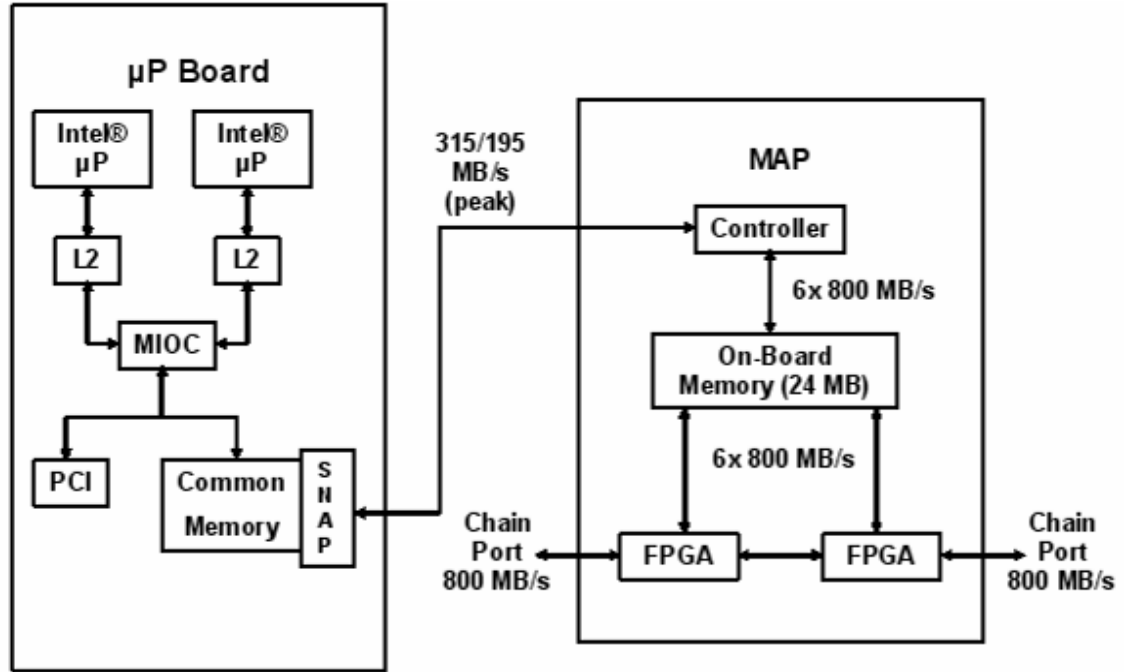 µP Board
Intel®
µP
Intel®
µP
L2
L2
MIOC
PCI
Common
Memory
SNAP
315/195
MB/s
(peak)
MAP
Controller
6x 800 MB/s
On-Board
Memory (24 MB)
6x 800 MB/s
Chain
Port
800 MB/s
FPGA
FPGA
Chain
Port
800 MB/s